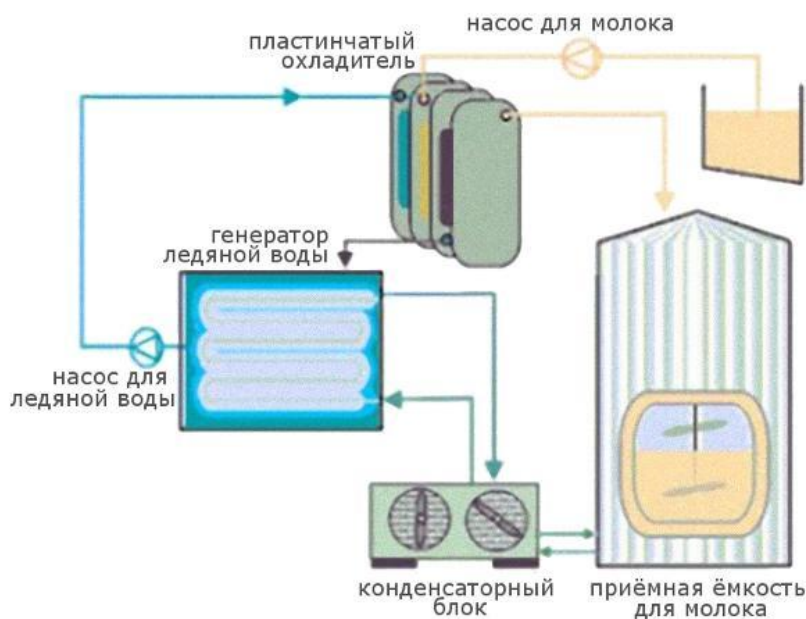 насос для молока
пластинчатый
охладитель
генератор
ледяной воды
насос для
ледяной воды
конденсаторный
блок
приёмная ёмкость
для молока